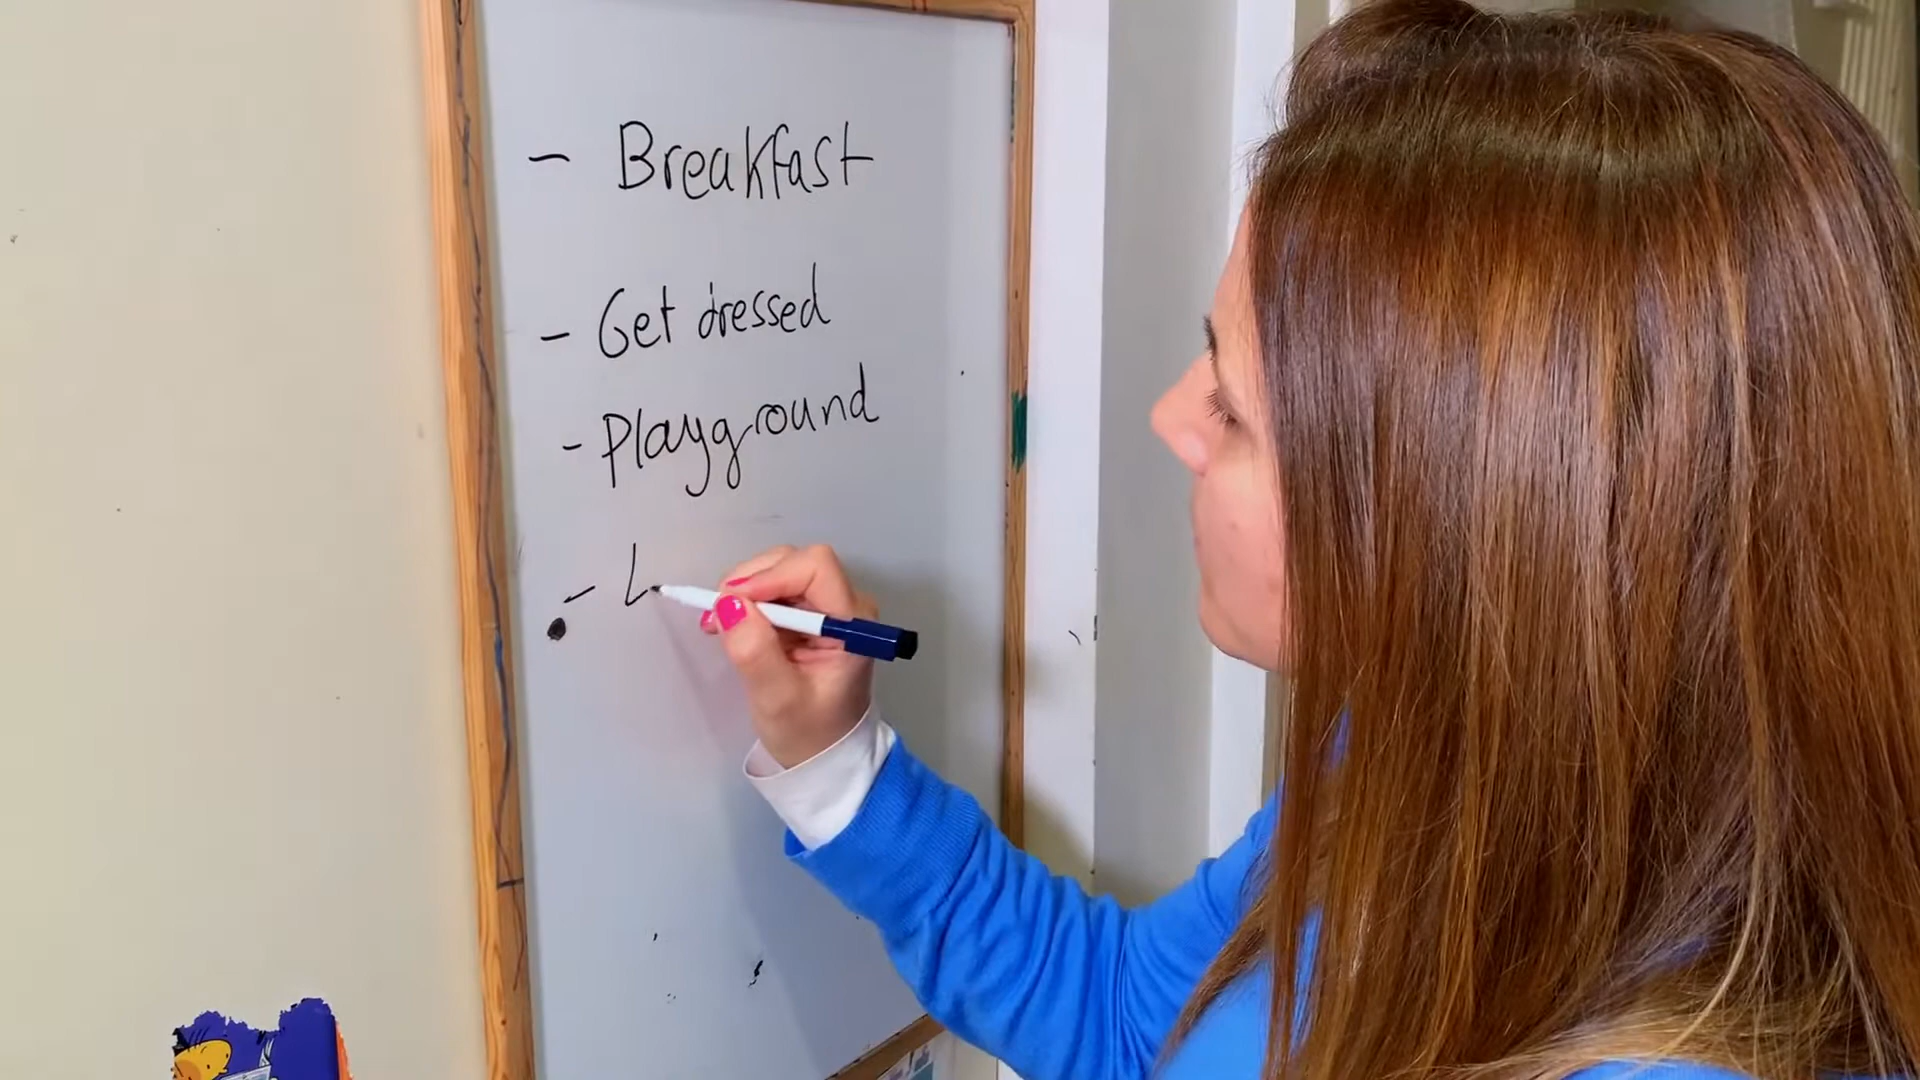 - Breakfast
- Get dressed
- Playground
- L